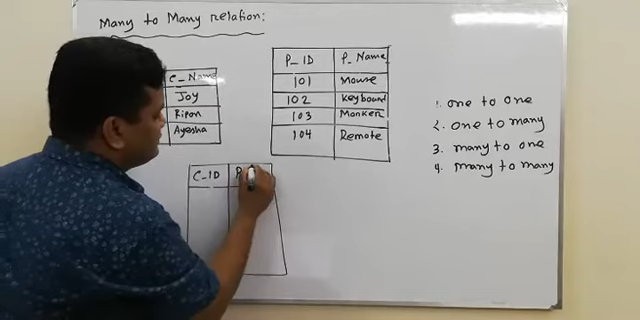 Many to Many relation:
C_Name
Joy
Ripon
Ayesha
P_ID P_Name
101 Mouse
102 Keyboard
103 Monker
104 Remote
C_ID P
1. one to one
2. one to many
3. many to one
4. many to many